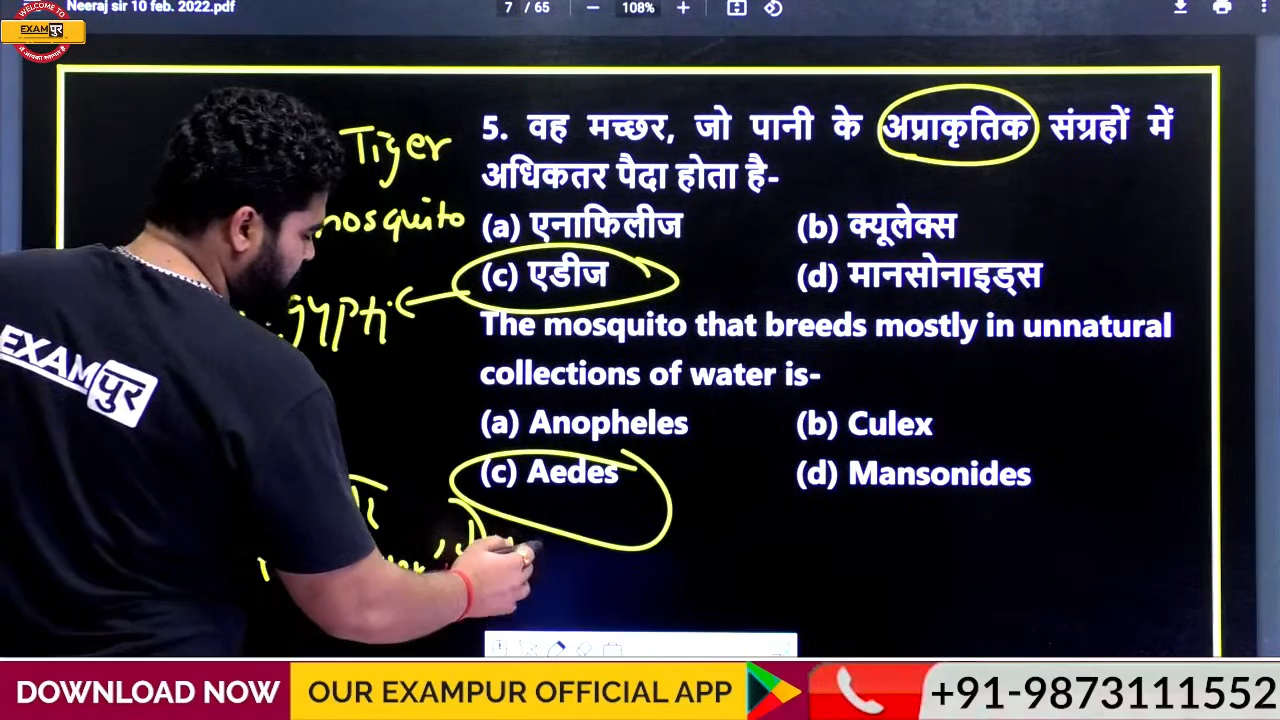 Neeraj sir 10 feb. 2022.pdf
7 / 65
108%
WELCOME TO
EXAMपुर
Tiger
mosquito
5. वह मच्छर, जो पानी के अप्राकृतिक संग्रहों में
अधिकतर पैदा होता है-
(a) एनाफिलीज
(b) क्यूलेक्स
(c) एडीज
(d) मानसोनाइड्स
The mosquito that breeds mostly in unnatural
collections of water is-
(a) Anopheles
(b) Culex
(c) Aedes
(d) Mansonides
EXAMपुर
DOWNLOAD NOW
OUR EXAMPUR OFFICIAL APP
+91-9873111552